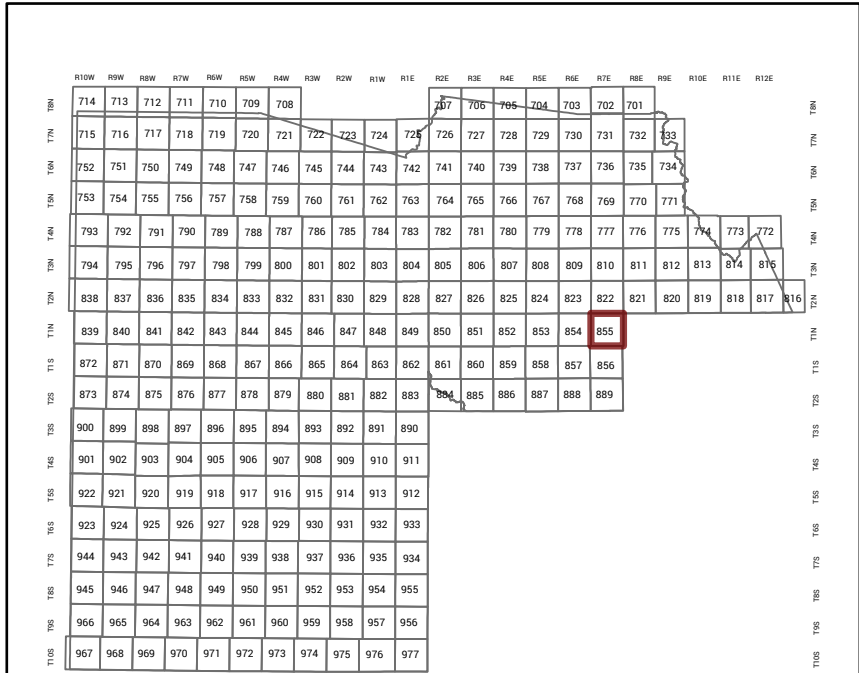 R10W R9W R8W R7W R6W R5W R4W R3W R2W R1W R1E R2E R3E R4E R5E R6E R7E R8E R9E R10E R11E R12E
T8N 714 713 712 711 710 709 708 707 706 705 704 703 702 701 T8N
T7N 715 716 717 718 719 720 721 722 723 724 725 726 727 728 729 730 731 732 733 T7N
T6N 752 751 750 749 748 747 746 745 744 743 742 741 740 739 738 737 736 735 734 T6N
T5N 753 754 755 756 757 758 759 760 761 762 763 764 765 766 767 768 769 770 771 T5N
T4N 793 792 791 790 789 788 787 786 785 784 783 782 781 780 779 778 777 776 775 774 773 772 T4N
T3N 794 795 796 797 798 799 800 801 802 803 804 805 806 807 808 809 810 811 812 813 814 815 T3N
T2N 838 837 836 835 834 833 832 831 830 829 828 827 826 825 824 823 822 821 820 819 818 817 816 T2N
T1N 839 840 841 842 843 844 845 846 847 848 849 850 851 852 853 854 855 T1N
T1S 872 871 870 869 868 867 866 865 864 863 862 861 860 859 858 857 856 T1S
T2S 873 874 875 876 877 878 879 880 881 882 883 884 885 886 887 888 889 T2S
T3S 900 899 898 897 896 895 894 893 892 891 890 T3S
T4S 901 902 903 904 905 906 907 908 909 910 911 T4S
T5S 922 921 920 919 918 917 916 915 914 913 912 T5S
T6S 923 924 925 926 927 928 929 930 931 932 933 T6S
T7S 944 943 942 941 940 939 938 937 936 935 934 T7S
T8S 945 946 947 948 949 950 951 952 953 954 955 T8S
T9S 966 965 964 963 962 961 960 959 958 957 956 T9S
T10S 967 968 969 970 971 972 973 974 975 976 977 T10S